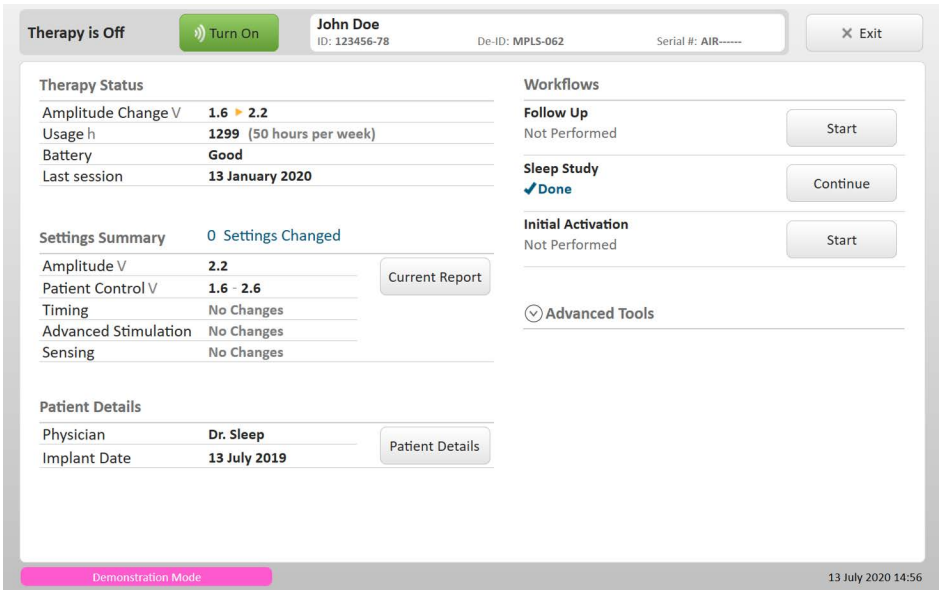 Therapy is Off
Turn On
John Doe
ID: 123456-78 De-ID: MPLS-062 Serial #: AIR------
Exit
Therapy Status
Amplitude Change V 1.6 ▶ 2.2
Usage h 1299 (50 hours per week)
Battery Good
Last session 13 January 2020
Settings Summary 0 Settings Changed
Amplitude V 2.2
Patient Control V 1.6 - 2.6
Current Report
Timing No Changes
Advanced Stimulation No Changes
Sensing No Changes
Patient Details
Physician Dr. Sleep
Implant Date 13 July 2019
Patient Details
Workflows
Follow Up
Not Performed
Start
Sleep Study
✔Done
Continue
Initial Activation
Not Performed
Start
Advanced Tools
Demonstration Mode
13 July 2020 14:56